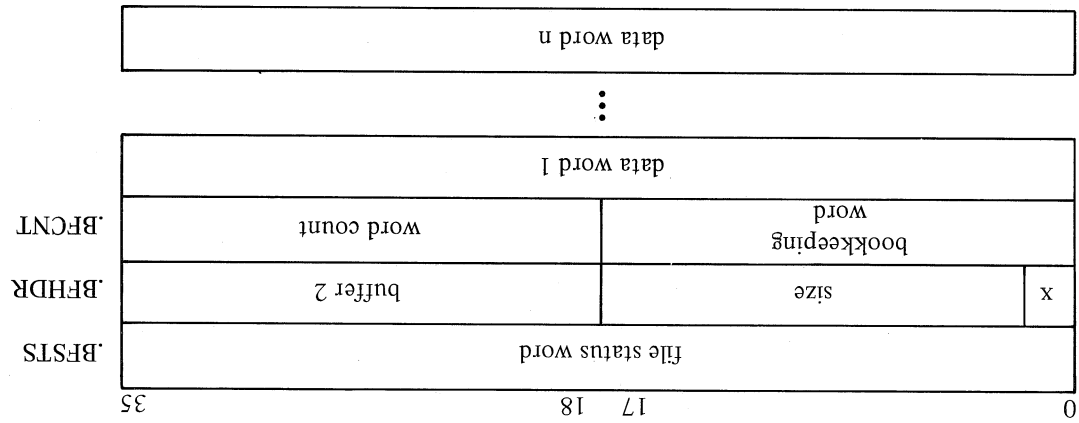 0 17 18 35
file status word .BFSTS
x size buffer 2 .BFHDR
bookkeeping
word
word count .BFCNT
data word 1
data word n